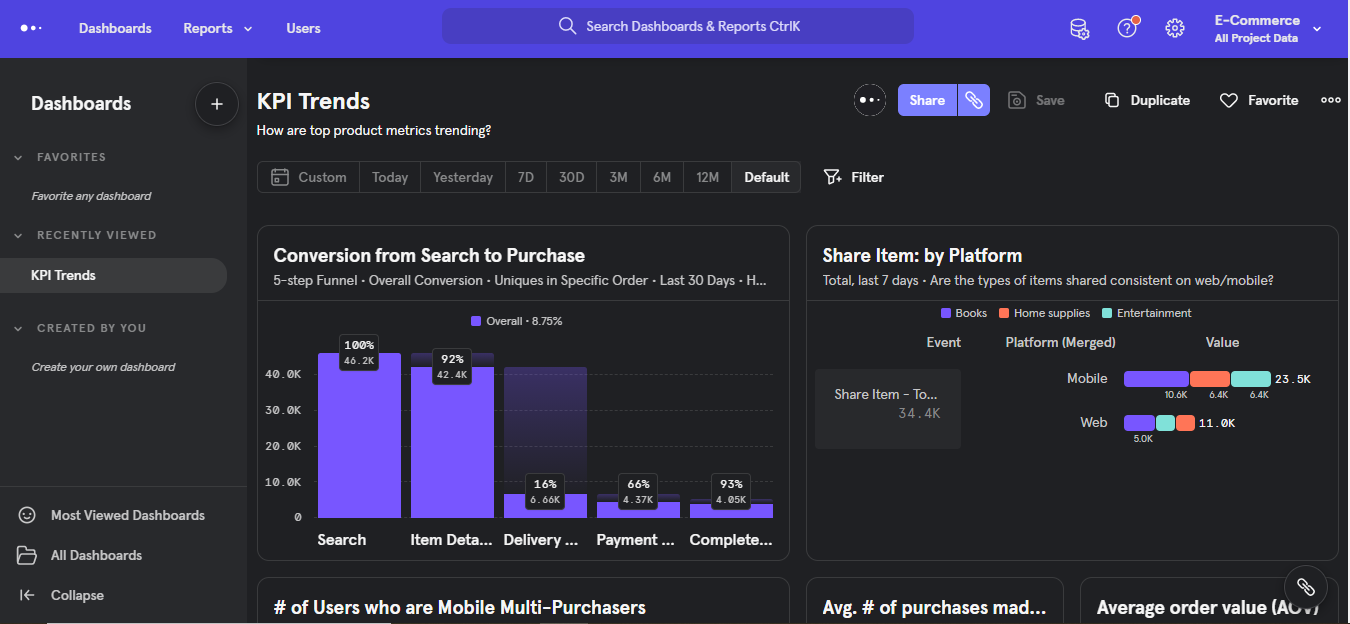 Dashboards
Reports
Users
Search Dashboards & Reports CtrlK
E-Commerce
All Project Data
Dashboards
FAVORITES
Favorite any dashboard
RECENTLY VIEWED
KPI Trends
CREATED BY YOU
Create your own dashboard
Most Viewed Dashboards
All Dashboards
Collapse
KPI Trends
How are top product metrics trending?
Share
Save
Duplicate
Favorite
Custom
Today
Yesterday
7D
30D
3M
6M
12M
Default
Filter
Conversion from Search to Purchase
5-step Funnel · Overall Conversion · Uniques in Specific Order · Last 30 Days · H...
Overall · 8.75%
40.0K
30.0K
20.0K
10.0K
0
100%
46.2K
92%
42.4K
16%
6.66K
66%
4.37K
93%
4.05K
Search
Item Deta...
Delivery ...
Payment ...
Complete...
Share Item: by Platform
Total, last 7 days · Are the types of items shared consistent on web/mobile?
Books
Home supplies
Entertainment
Event
Platform (Merged)
Value
Share Item - To...
34.4K
Mobile
10.6K
6.4K
6.4K
23.5K
Web
5.0K
11.0K
# of Users who are Mobile Multi-Purchasers
Avg. # of purchases mad...
Average order value (AOV)